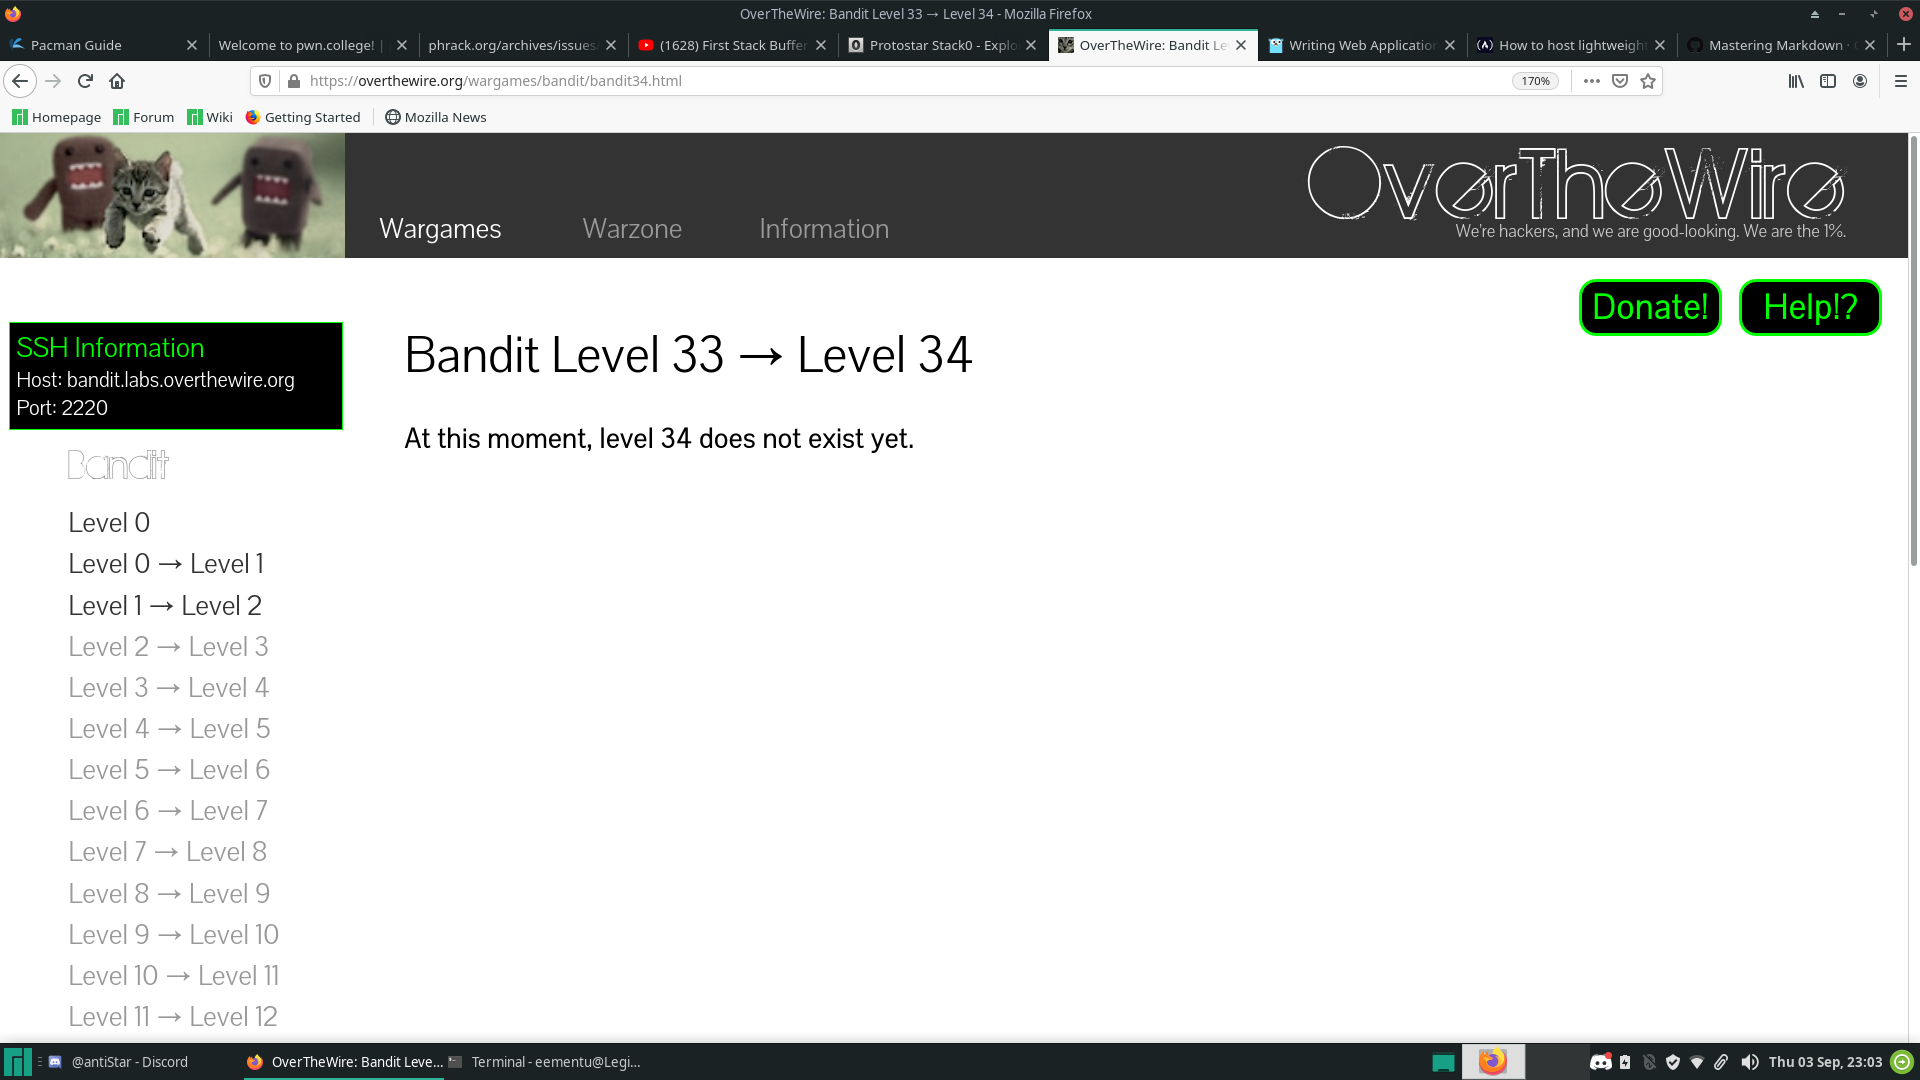 OverTheWire: Bandit Level 33 → Level 34 - Mozilla Firefox
Pacman Guide
Welcome to pwn.college! |
phrack.org/archives/issues
(1628) First Stack Buffer
Protostar Stack0 - Explo
OverTheWire: Bandit Le
Writing Web Application
How to host lightweight
Mastering Markdown ·
https://overthewire.org/wargames/bandit/bandit34.html
170%
Homepage
Forum
Wiki
Getting Started
Mozilla News
Wargames
Warzone
Information
OverTheWire
We're hackers, and we are good-looking. We are the 1%.
Donate!
Help!?
SSH Information
Host: bandit.labs.overthewire.org
Port: 2220
Bandit
Level 0
Level 0 → Level 1
Level 1 → Level 2
Level 2 → Level 3
Level 3 → Level 4
Level 4 → Level 5
Level 5 → Level 6
Level 6 → Level 7
Level 7 → Level 8
Level 8 → Level 9
Level 9 → Level 10
Level 10 → Level 11
Level 11 → Level 12
Bandit Level 33 → Level 34
At this moment, level 34 does not exist yet.
@antiStar - Discord
OverTheWire: Bandit Leve...
Terminal - eementu@Legi...
Thu 03 Sep, 23:03